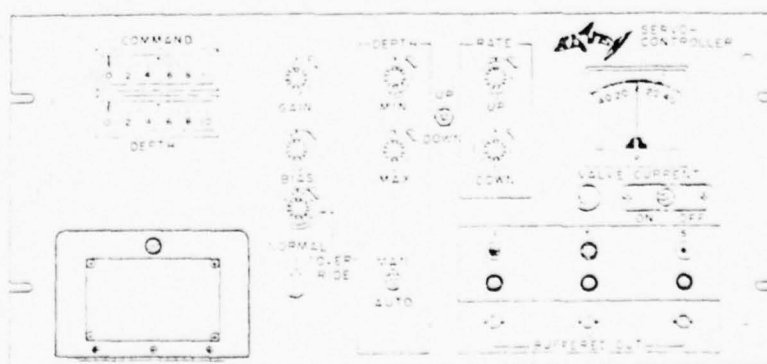 COMMAND
0 2 4 6 8
0 2 4 6 8 10
DEPTH
GAIN
BIAS
NORMAL
OVER
RIDE
DEPTH
MIN
MAX
UP
DOWN
MAN
AUTO
RATE
UP
DOWN
SERVO-
CONTROLLER
40 20 20 40
VALVE CURRENT
ON OFF
BUFFERED OUT